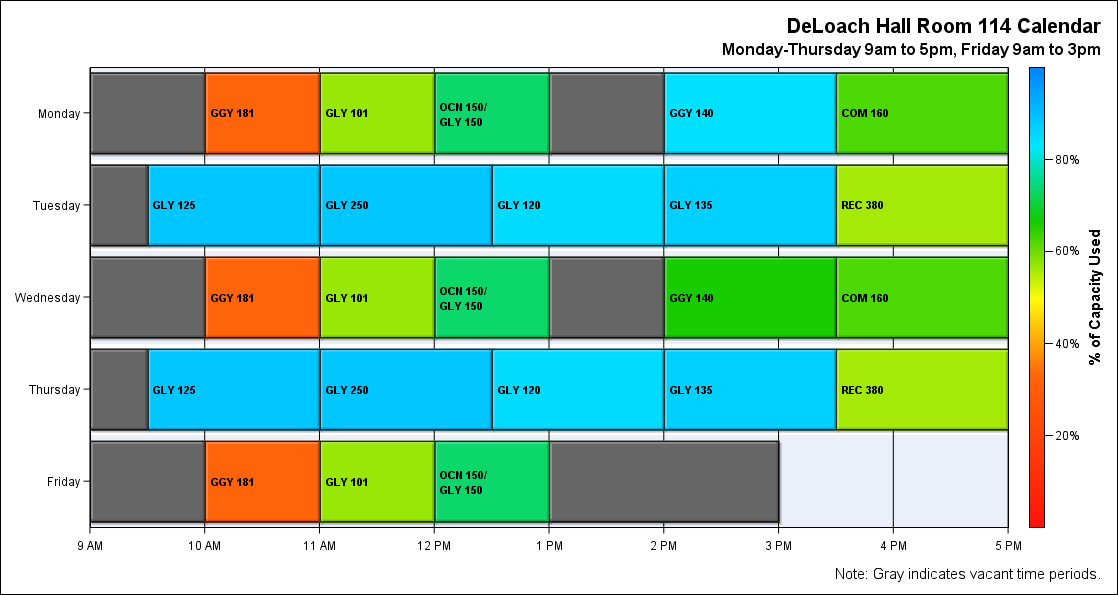 DeLoach Hall Room 114 Calendar
Monday-Thursday 9am to 5pm, Friday 9am to 3pm
Monday
GGY 181
GLY 101
OCN 150/
GLY 150
GGY 140
COM 160
Tuesday
GLY 125
GLY 250
GLY 120
GLY 135
REC 380
Wednesday
GGY 181
GLY 101
OCN 150/
GLY 150
GGY 140
COM 160
Thursday
GLY 125
GLY 250
GLY 120
GLY 135
REC 380
Friday
GGY 181
GLY 101
OCN 150/
GLY 150
9 AM
10 AM
11 AM
12 PM
1 PM
2 PM
3 PM
4 PM
5 PM
80%
60%
40%
20%
% of Capacity Used
Note: Gray indicates vacant time periods.